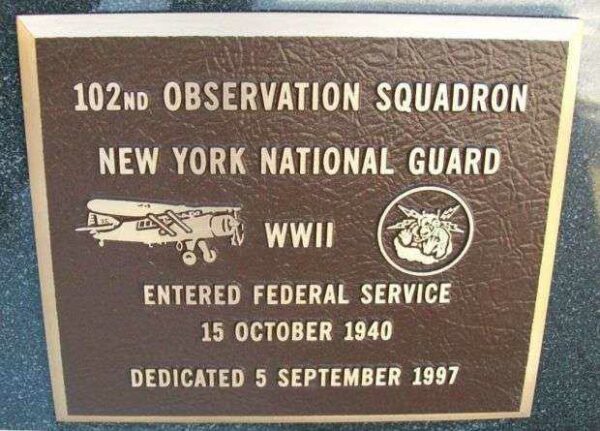 102ND OBSERVATION SQUADRON
NEW YORK NATIONAL GUARD
WWII
ENTERED FEDERAL SERVICE
15 OCTOBER 1940
DEDICATED 5 SEPTEMBER 1997